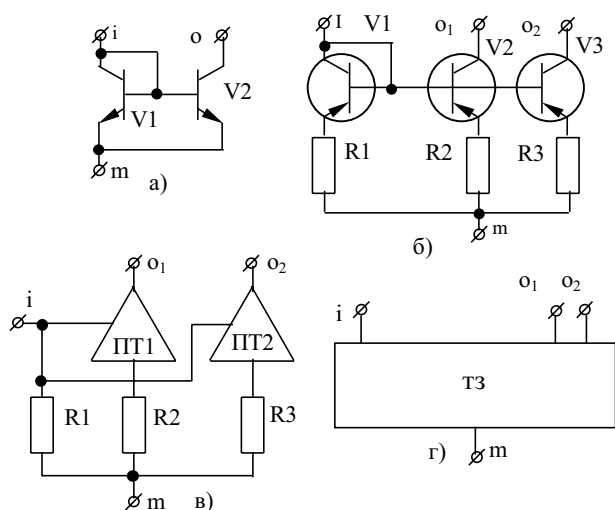 i o
V1 V2
m
а)
I V1 o₁ V2 o₂ V3
R1 R2 R3
m
б)
i o₁ o₂
ПТ1 ПТ2
R1 R2 R3
m в)
i o₁ o₂
тз
г) m